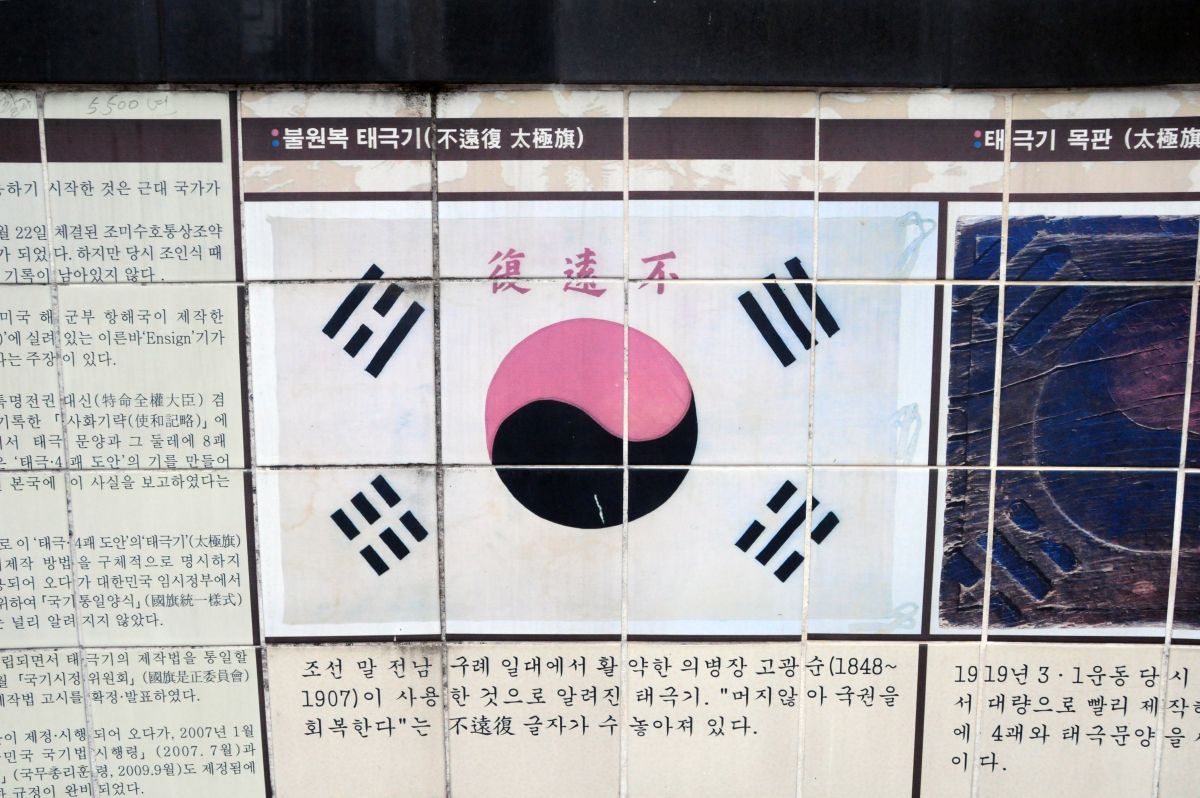 5,500년
능하기 시작한 것은 근대 국가가
월 22일 체결된 조미수호통상조약
가 되었다. 하지만 당시 조인식 때
기록이 남아있지 않다.
미국 해군부 항해국이 제작한
)'에 실려 있는 이른바 'Ensign'기가
라는 주장이 있다.
특명전권 대신(特命全權大臣) 겸
기록한 「사화기략(使和記略)」에
서 태극 문양과 그 둘레에 8괘
은 '태극·4괘 도안'의 기를 만들어
본국에 이 사실을 보고하였다는
로 이 '태극·4괘 도안'의 '태극기'(太極旗)
제작 방법을 구체적으로 명시하지
용되어 오다가 대한민국 임시정부에서
위하여 「국기통일양식」(國旗統一樣式)
는 널리 알려지지 않았다.
립되면서 태극기의 제작법을 통일할
월 「국기시정위원회」(國旗是正委員會)
제작법 고시를 확정·발표하였다.
이 제정·시행되어 오다가, 2007년 1월
민국 국기법 시행령」(2007. 7월)과
」(국무총리훈령, 2009.9월)도 제정됨에
한 규정이 완비 되었다.
불원복 태극기(不遠復 太極旗)
復遠不
조선 말 전남 구례 일대에서 활약한 의병장 고광순(1848~
1907)이 사용한 것으로 알려진 태극기. "머지않아 국권을
회복한다"는 不遠復 글자가 수놓아져 있다.
태극기 목판 (太極旗
1919년 3·1운동 당시
서 대량으로 빨리 제작하
에 4괘와 태극문양을 새
이다.